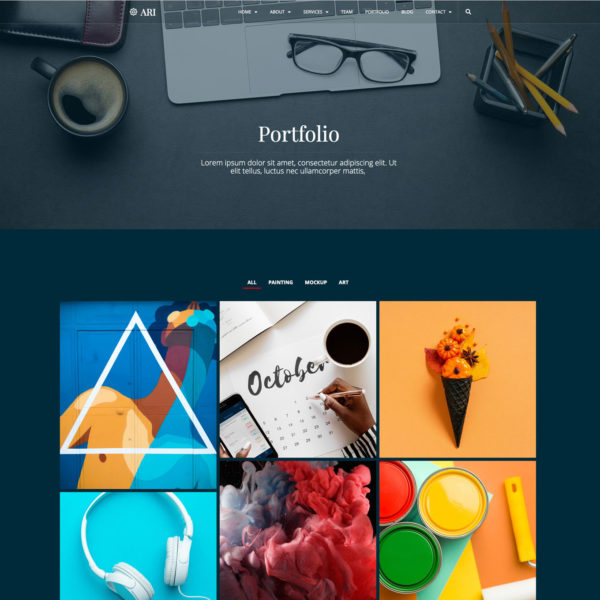 ARI
HOME ABOUT SERVICES TEAM PORTFOLIO BLOG CONTACT
Portfolio
Lorem ipsum dolor sit amet, consectetur adipiscing elit. Ut
elit tellus, luctus nec ullamcorper mattis,
ALL PAINTING MOCKUP ART
October